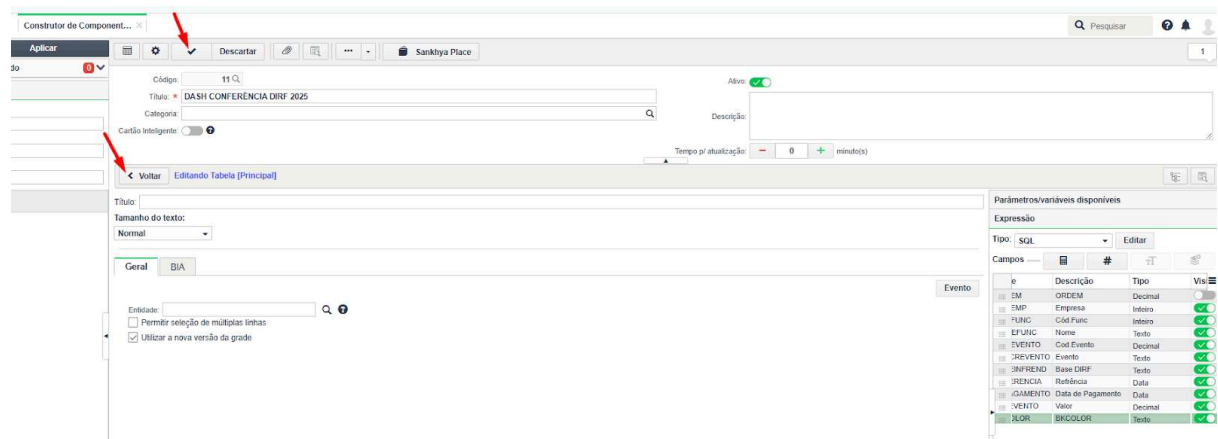 Construtor de Component... ×
Pesquisar
Aplicar
Descartar
Sankhya Place
1
do
0
Código: 11
Ativo:
Título: * DASH CONFERÊNCIA DIRF 2025
Categoria:
Descrição:
Cartão Inteligente:
Tempo p/ atualização: − 0 + minuto(s)
Voltar Editando Tabela [Principal]
Título:
Parâmetros/variáveis disponíveis
Tamanho do texto:
Expressão
Normal
Tipo: SQL Editar
Campos
#
Geral BIA
Evento
e Descrição Tipo Vis
Entidade:
Permitir seleção de múltiplas linhas
Utilizar a nova versão da grade
EM ORDEM Decimal
EMP Empresa Inteiro
FUNC Cód.Func Inteiro
EFUNC Nome Texto
EVENTO Cod.Evento Decimal
CREVENTO Evento Texto
EINFREND Base DIRF Texto
ERENCIA Data
AGAMENTO Data de Pagamento Data
EVENTO Valor Decimal
OLOR BKCOLOR Texto